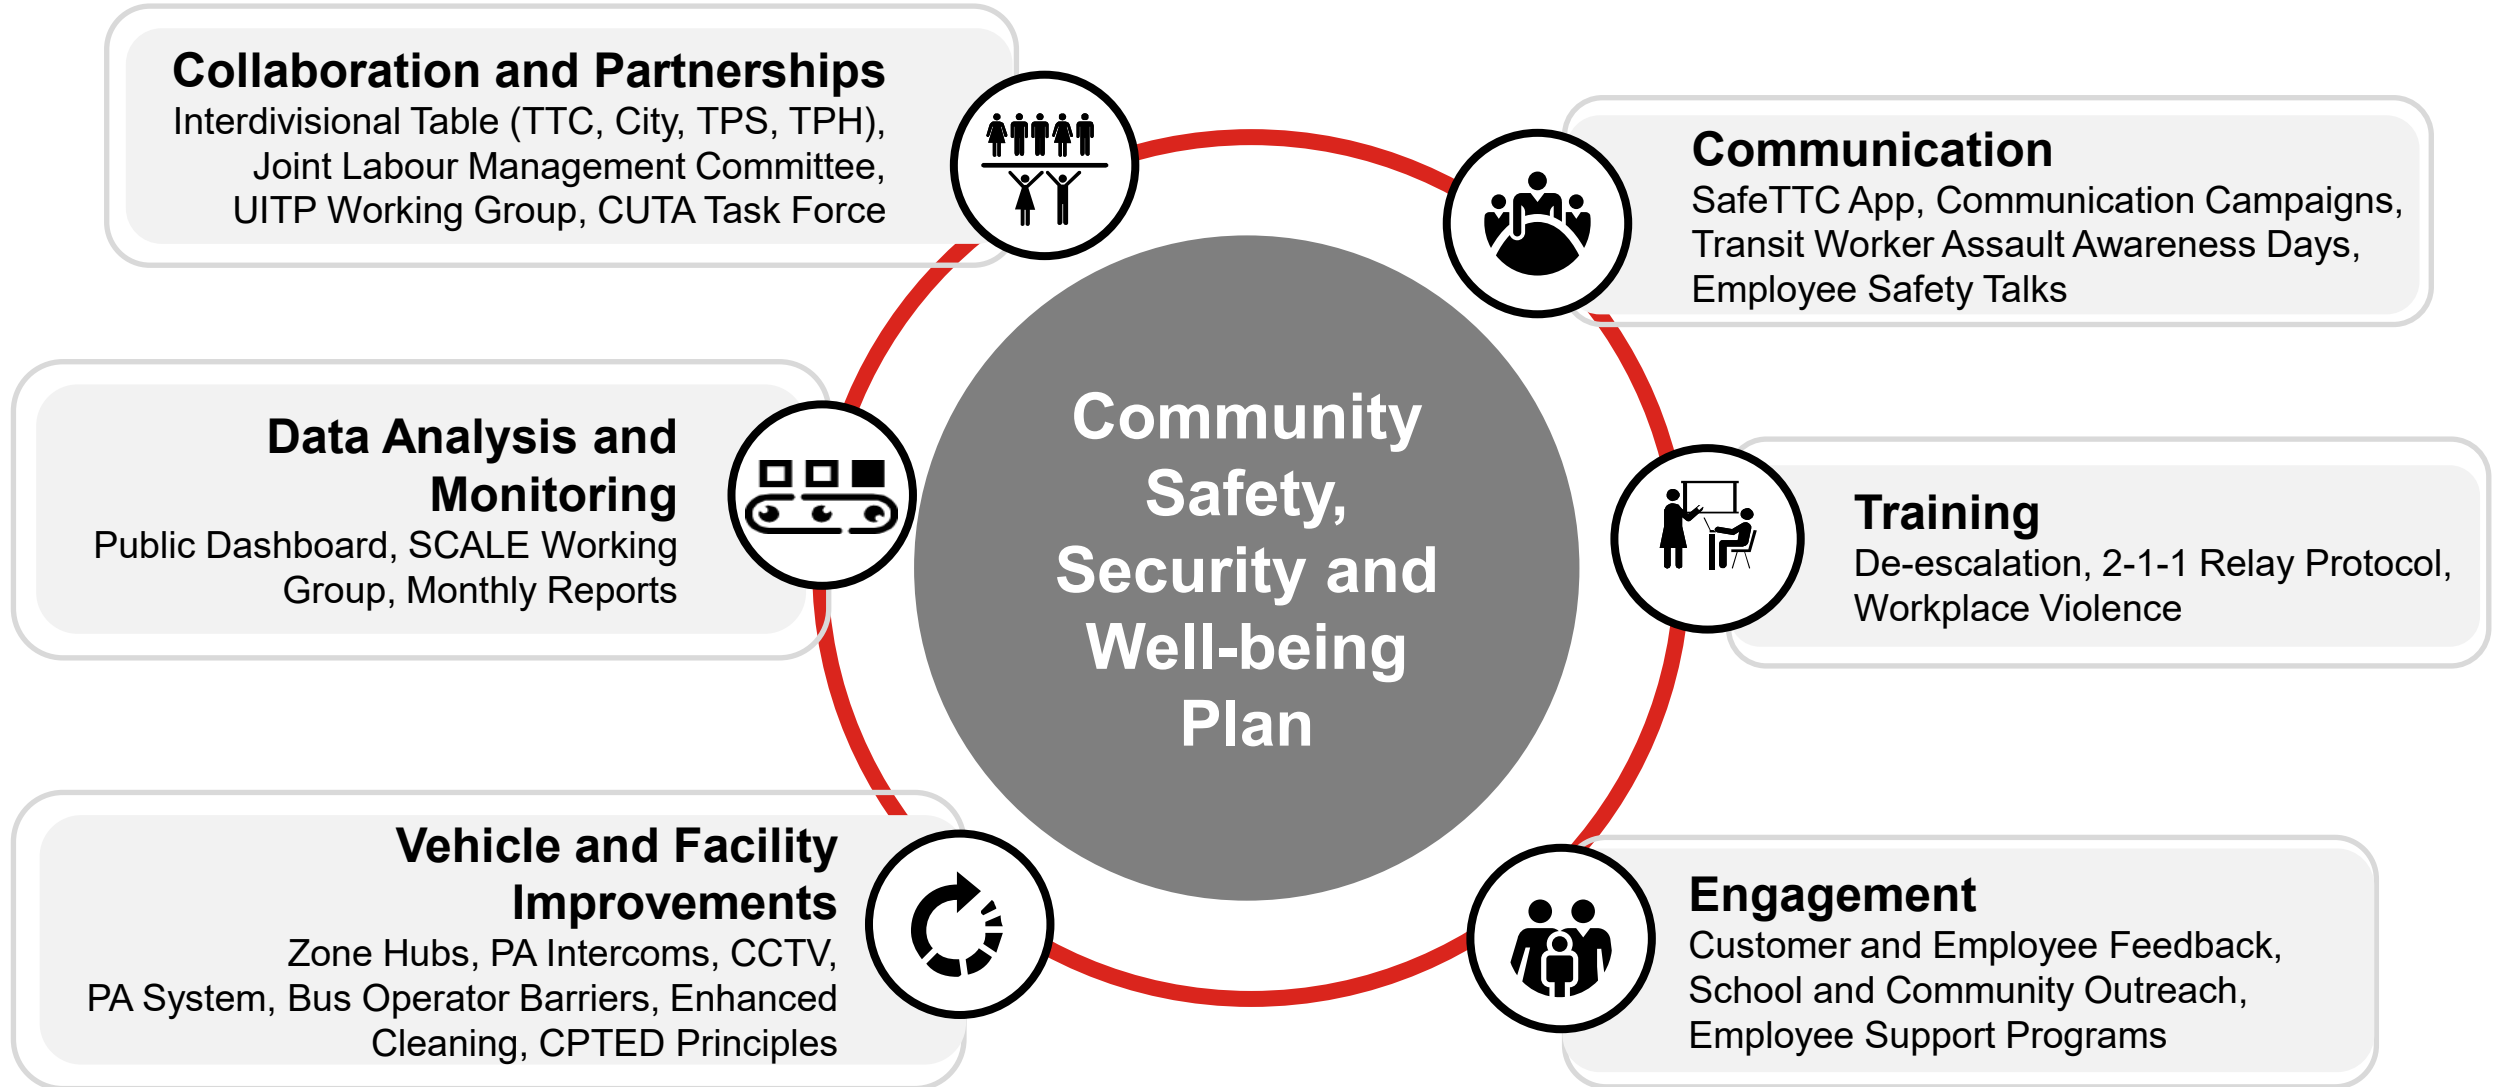 Collaboration and Partnerships
Interdivisional Table (TTC, City, TPS, TPH),
Joint Labour Management Committee,
UITP Working Group, CUTA Task Force
Communication
SafeTTC App, Communication Campaigns,
Transit Worker Assault Awareness Days,
Employee Safety Talks
Data Analysis and
Monitoring
Public Dashboard, SCALE Working
Group, Monthly Reports
Community
Safety,
Security and
Well-being
Plan
Training
De-escalation, 2-1-1 Relay Protocol,
Workplace Violence
Vehicle and Facility
Improvements
Zone Hubs, PA Intercoms, CCTV,
PA System, Bus Operator Barriers, Enhanced
Cleaning, CPTED Principles
Engagement
Customer and Employee Feedback,
School and Community Outreach,
Employee Support Programs